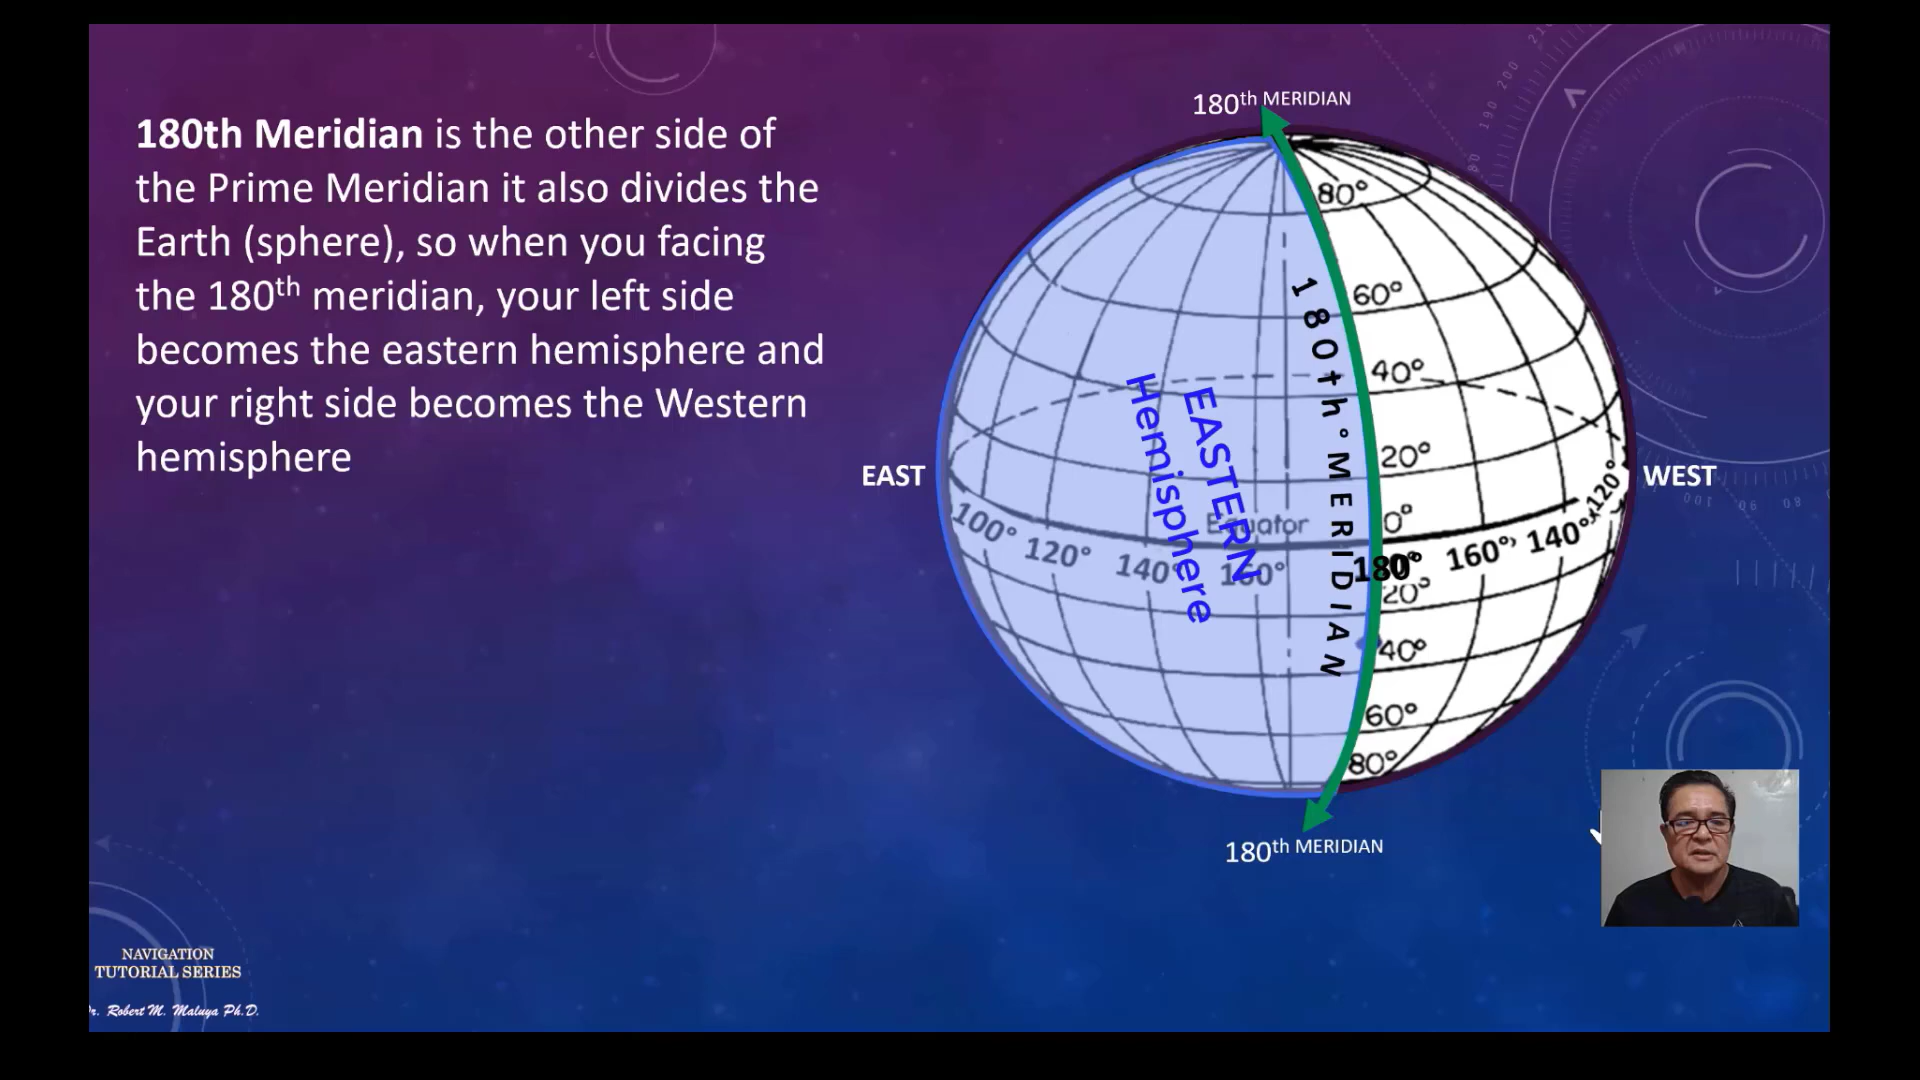 180th Meridian is the other side of
the Prime Meridian it also divides the
Earth (sphere), so when you facing
the 180th meridian, your left side
becomes the eastern hemisphere and
your right side becomes the Western
hemisphere
180th MERIDIAN
80°
60°
40°
20°
0°
20°
40°
60°
80°
180th° MERIDIAN
EASTERN
Hemisphere
Equator
EAST
WEST
100° 120° 140° 160° 180° 160° 140° 120°
180th MERIDIAN
NAVIGATION
TUTORIAL SERIES
Robert M. Maluya Ph.D.